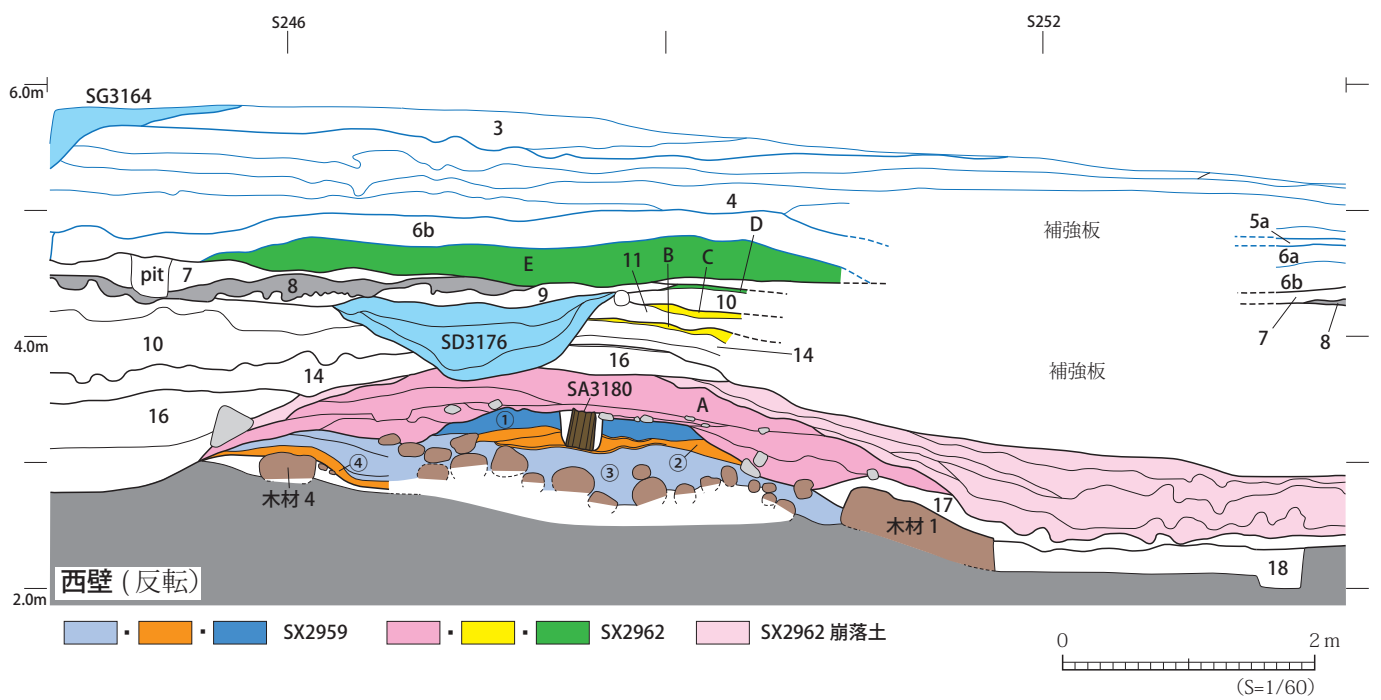 S246
S252
6.0m
SG3164
3
4
D
補強板
5a
6b
B
C
E
11
6a
pit
7
8
9
10
6b
SD3176
7
8
10
4.0m
14
16
14
補強板
SA3180
16
A
①
④
③
②
木材 4
17
木材 1
18
西壁 (反転)
2.0m
・ ・ SX2959 ・ ・ SX2962 SX2962 崩落土
0 2 m
(S=1/60)